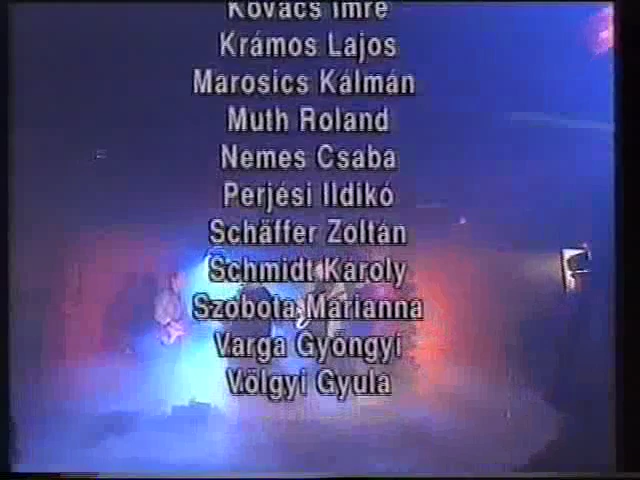 Kovács Imre
Krámos Lajos
Marosics Kálmán
Muth Roland
Nemes Csaba
Perjési Ildikó
Schäffer Zoltán
Schmidt Károly
Szobota Marianna
Varga Gyöngyi
Völgyi Gyula